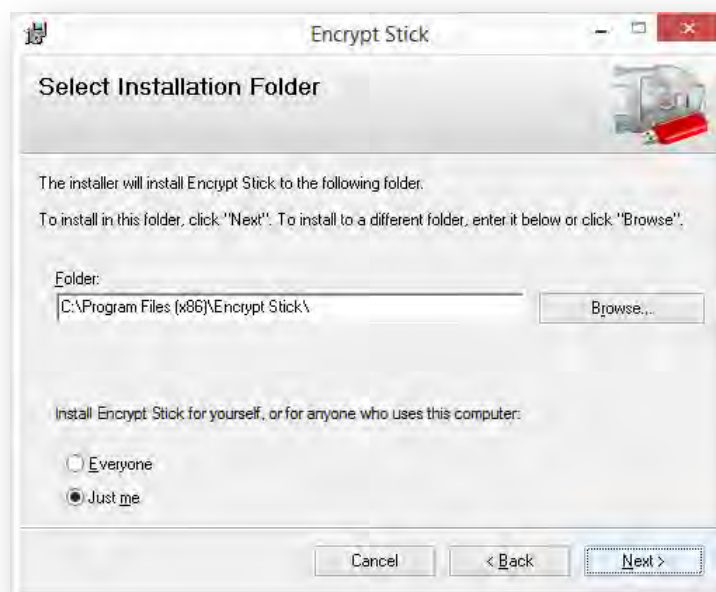 Encrypt Stick
Select Installation Folder
The installer will install Encrypt Stick to the following folder.
To install in this folder, click "Next". To install to a different folder, enter it below or click "Browse".
Folder:
C:\Program Files (x86)\Encrypt Stick\
Browse...
Install Encrypt Stick for yourself, or for anyone who uses this computer:
Everyone
Just me
Cancel
< Back
Next >